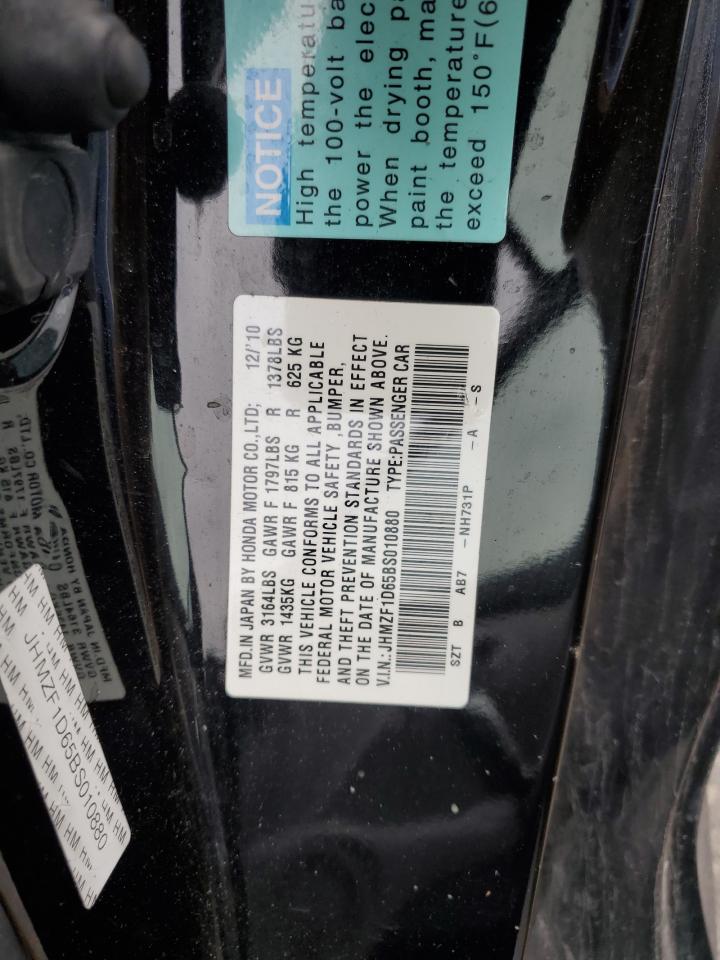 MFD.IN JAPAN BY HONDA MOTOR CO.,LTD; 12/'10
GVWR 3164LBS GAWR F 1797LBS R 1378LBS
GVWR 1435KG GAWR F 815 KG R 625 KG
THIS VEHICLE CONFORMS TO ALL APPLICABLE
FEDERAL MOTOR VEHICLE SAFETY ,BUMPER,
AND THEFT PREVENTION STANDARDS IN EFFECT
ON THE DATE OF MANUFACTURE SHOWN ABOVE.
V.I.N.:JHMZF1D65BS010880 TYPE:PASSENGER CAR
SZT B AB7 -NH731P -A -S
NOTICE
High temperatu
the 100-volt ba
power the elec
When drying pa
paint booth, ma
the temperature
exceed 150°F(6
JHMZF1D65BS010880